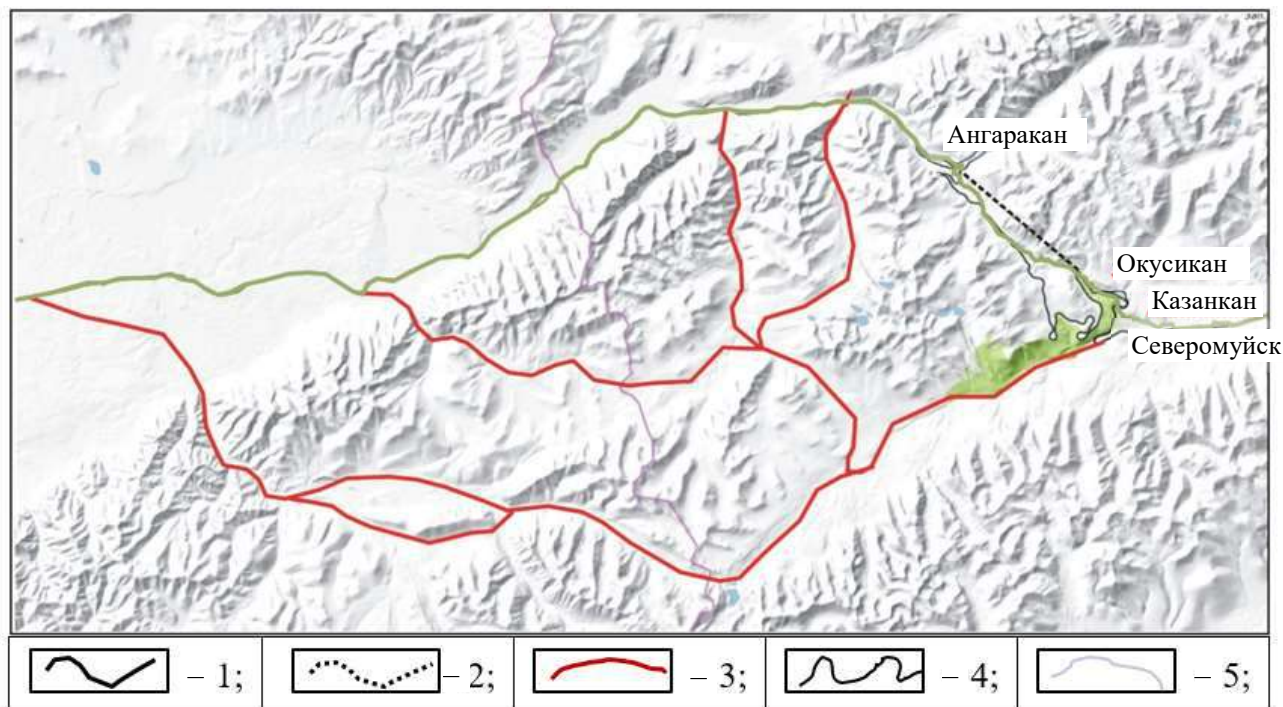 Ангаракан
Окусикан
Казанкан
Северомуйск
– 1; – 2; – 3; – 4; – 5;